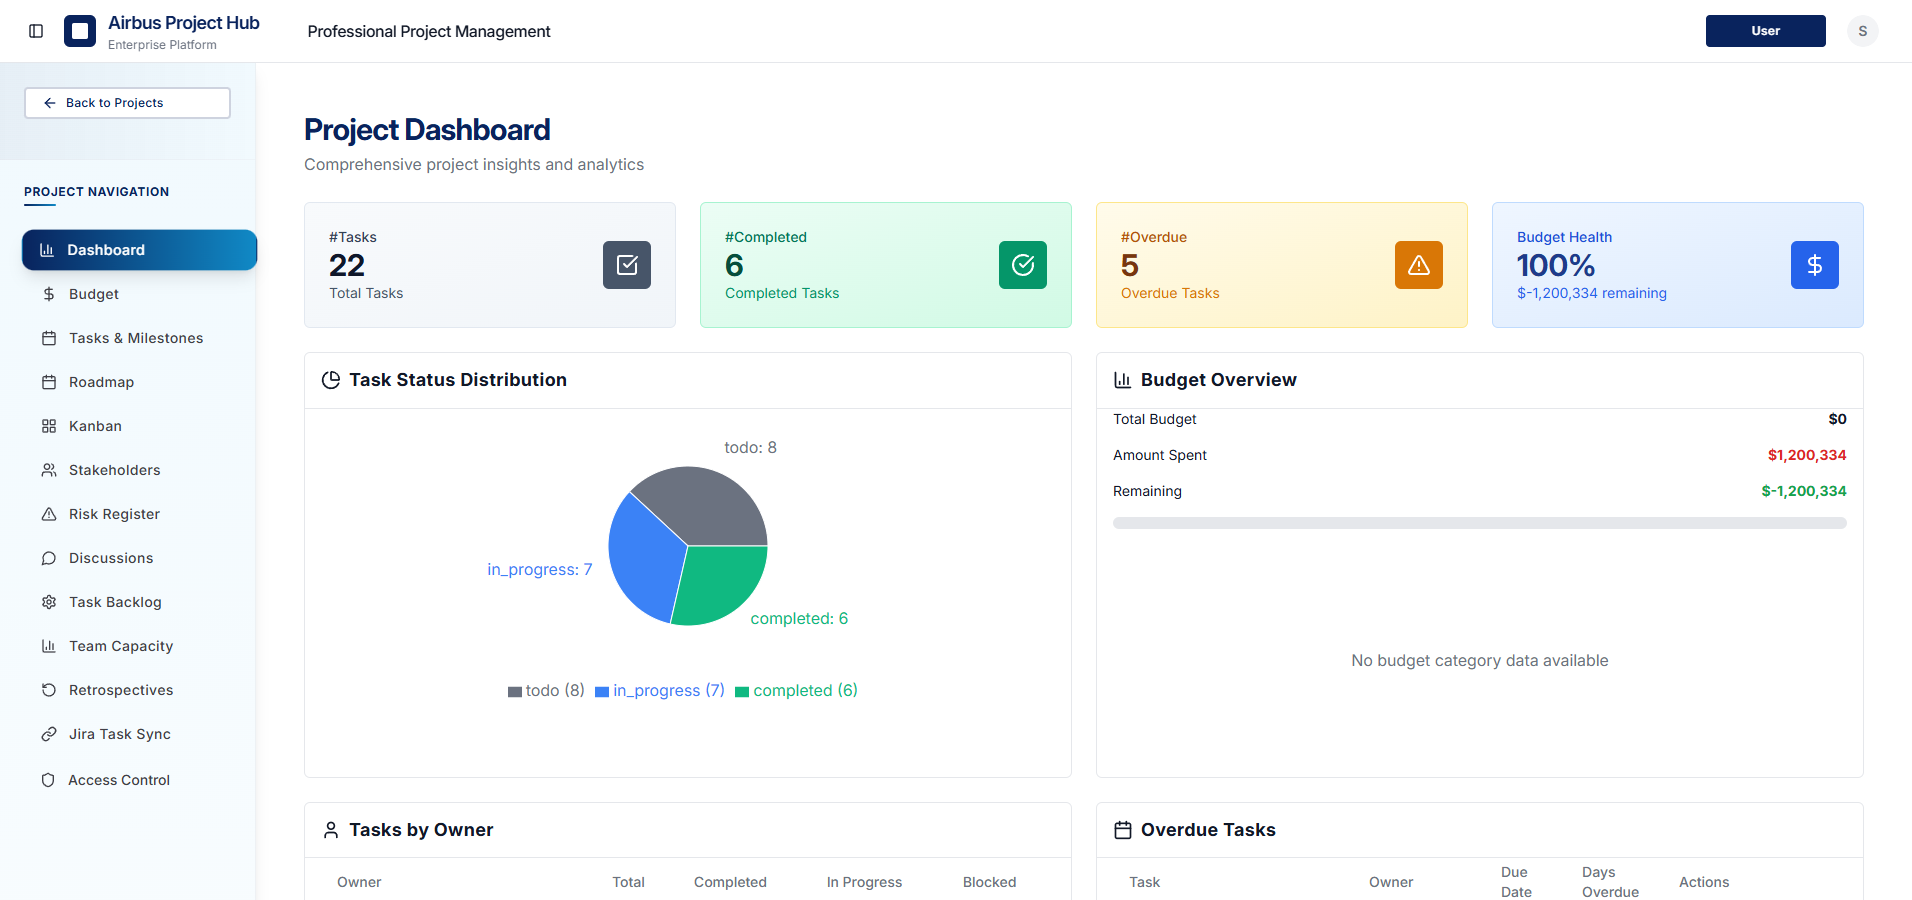 Airbus Project Hub
Enterprise Platform
Professional Project Management
User
S
Back to Projects
PROJECT NAVIGATION
Dashboard
Budget
Tasks & Milestones
Roadmap
Kanban
Stakeholders
Risk Register
Discussions
Task Backlog
Team Capacity
Retrospectives
Jira Task Sync
Access Control
Project Dashboard
Comprehensive project insights and analytics
#Tasks
22
Total Tasks
#Completed
6
Completed Tasks
#Overdue
5
Overdue Tasks
Budget Health
100%
$-1,200,334 remaining
Task Status Distribution
todo: 8
in_progress: 7
completed: 6
todo (8) in_progress (7) completed (6)
Budget Overview
Total Budget $0
Amount Spent $1,200,334
Remaining $-1,200,334
No budget category data available
Tasks by Owner
Owner Total Completed In Progress Blocked
Overdue Tasks
Task Owner Due Date Days Overdue Actions